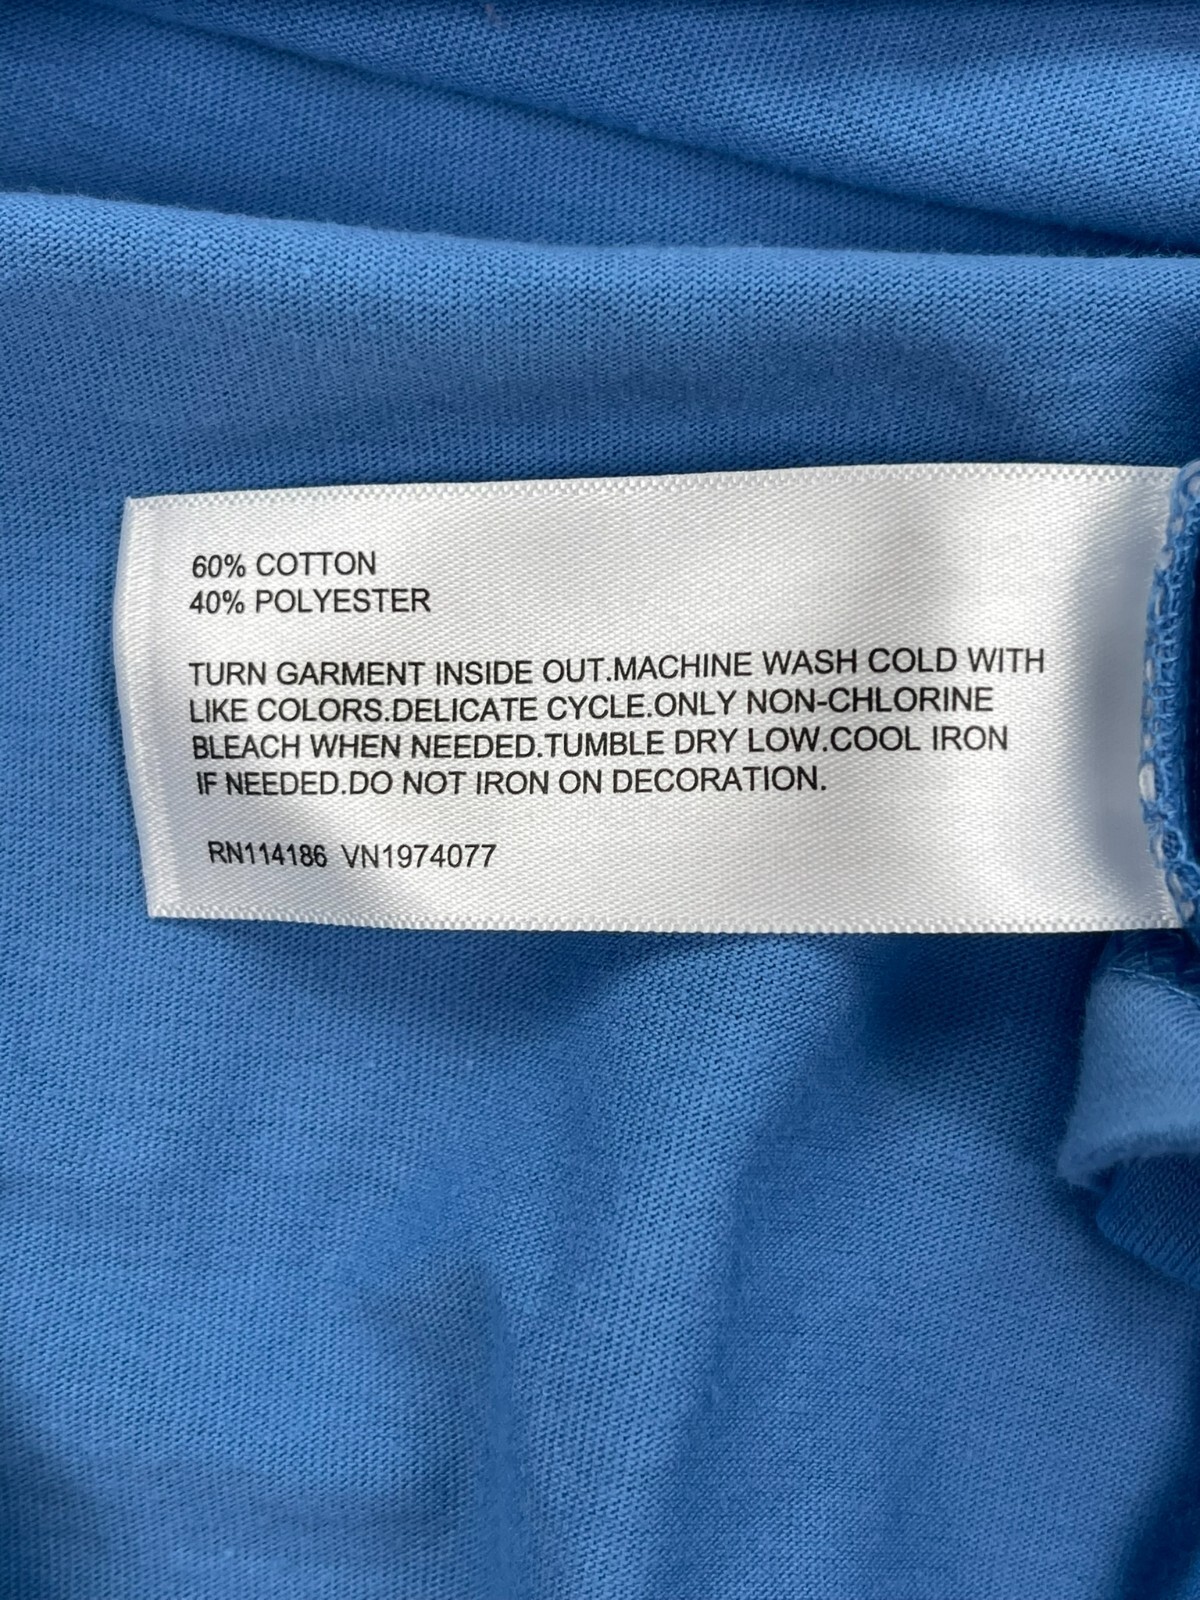 60% COTTON
40% POLYESTER
TURN GARMENT INSIDE OUT.MACHINE WASH COLD WITH
LIKE COLORS.DELICATE CYCLE.ONLY NON-CHLORINE
BLEACH WHEN NEEDED.TUMBLE DRY LOW.COOL IRON
IF NEEDED.DO NOT IRON ON DECORATION.
RN114186 VN1974077